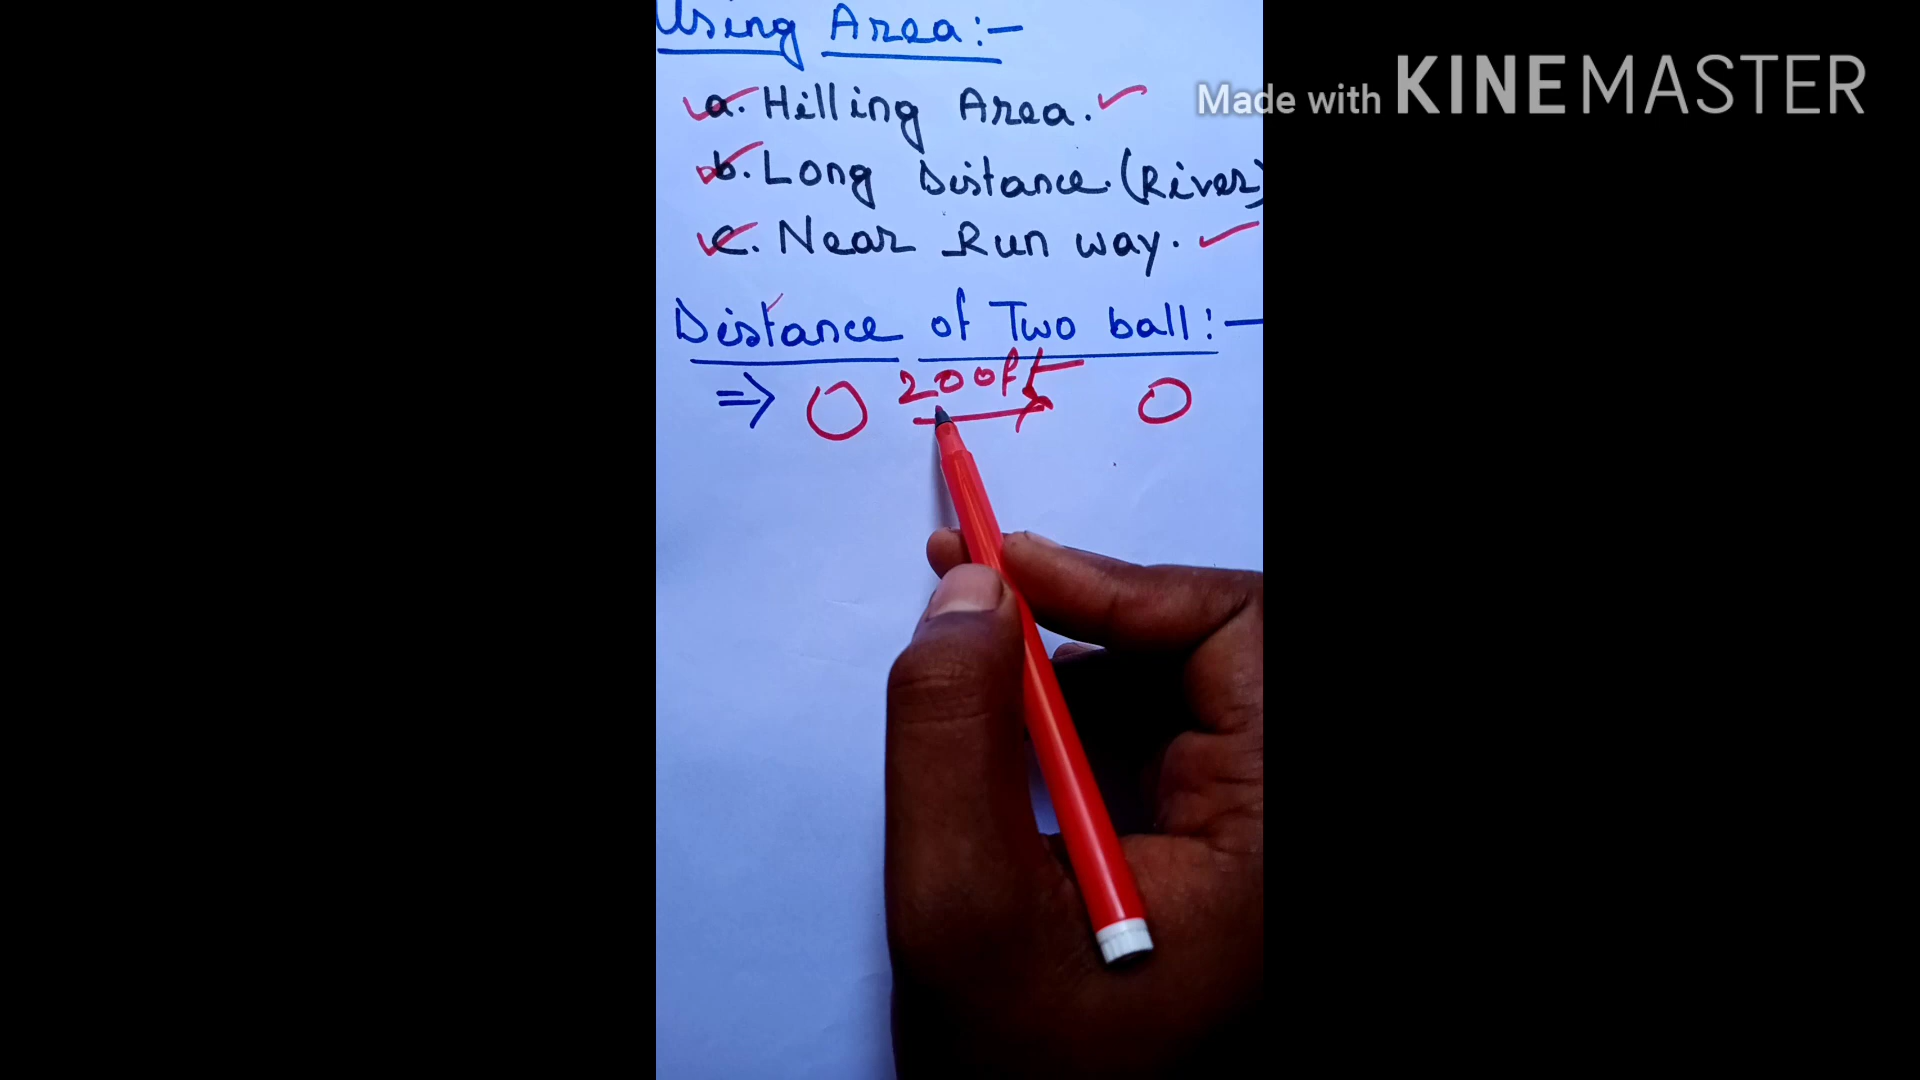 Using Area:-
a. Hilling Area.
b. Long Distance. (River)
c. Near Run way.
Distance of Two ball:-
⇒ O 200ft O
Made with KINEMASTER